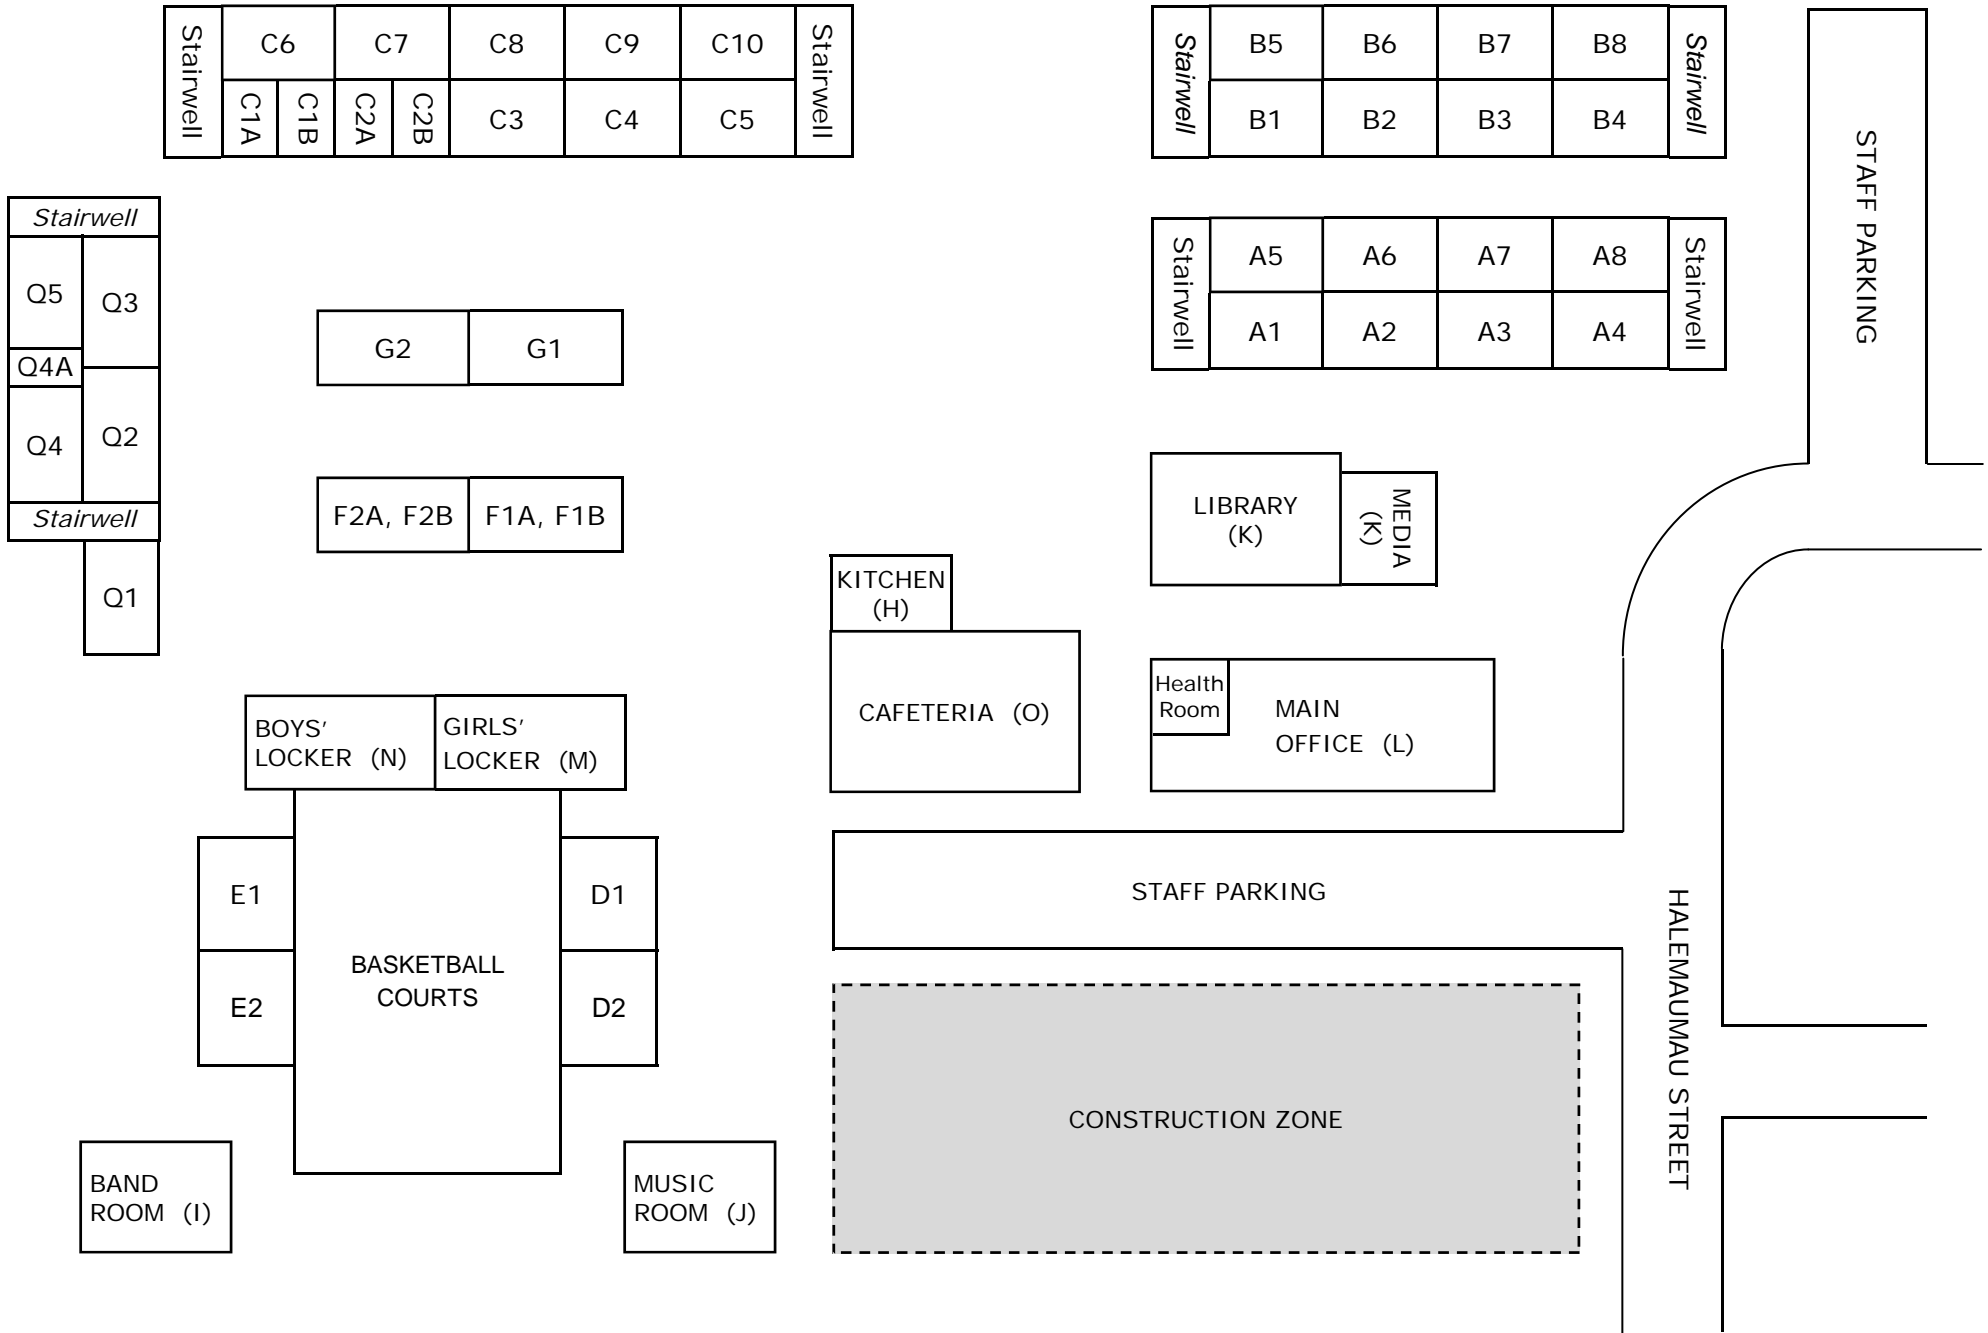 Stairwell
C6
C7
C8
C9
C10
Stairwell
C1A
C1B
C2A
C2B
C3
C4
C5
Stairwell
B5
B6
B7
B8
Stairwell
B1
B2
B3
B4
STAFF PARKING
Stairwell
Q5
Q3
Q4A
Q4
Q2
Stairwell
Q1
Stairwell
A5
A6
A7
A8
Stairwell
A1
A2
A3
A4
G2
G1
F2A, F2B
F1A, F1B
LIBRARY
(K)
MEDIA
(K)
KITCHEN
(H)
CAFETERIA (O)
Health
Room
MAIN
OFFICE (L)
BOYS’
LOCKER (N)
GIRLS’
LOCKER (M)
E1
E2
BASKETBALL
COURTS
D1
D2
STAFF PARKING
HALEMAUMAU STREET
CONSTRUCTION ZONE
BAND
ROOM (I)
MUSIC
ROOM (J)